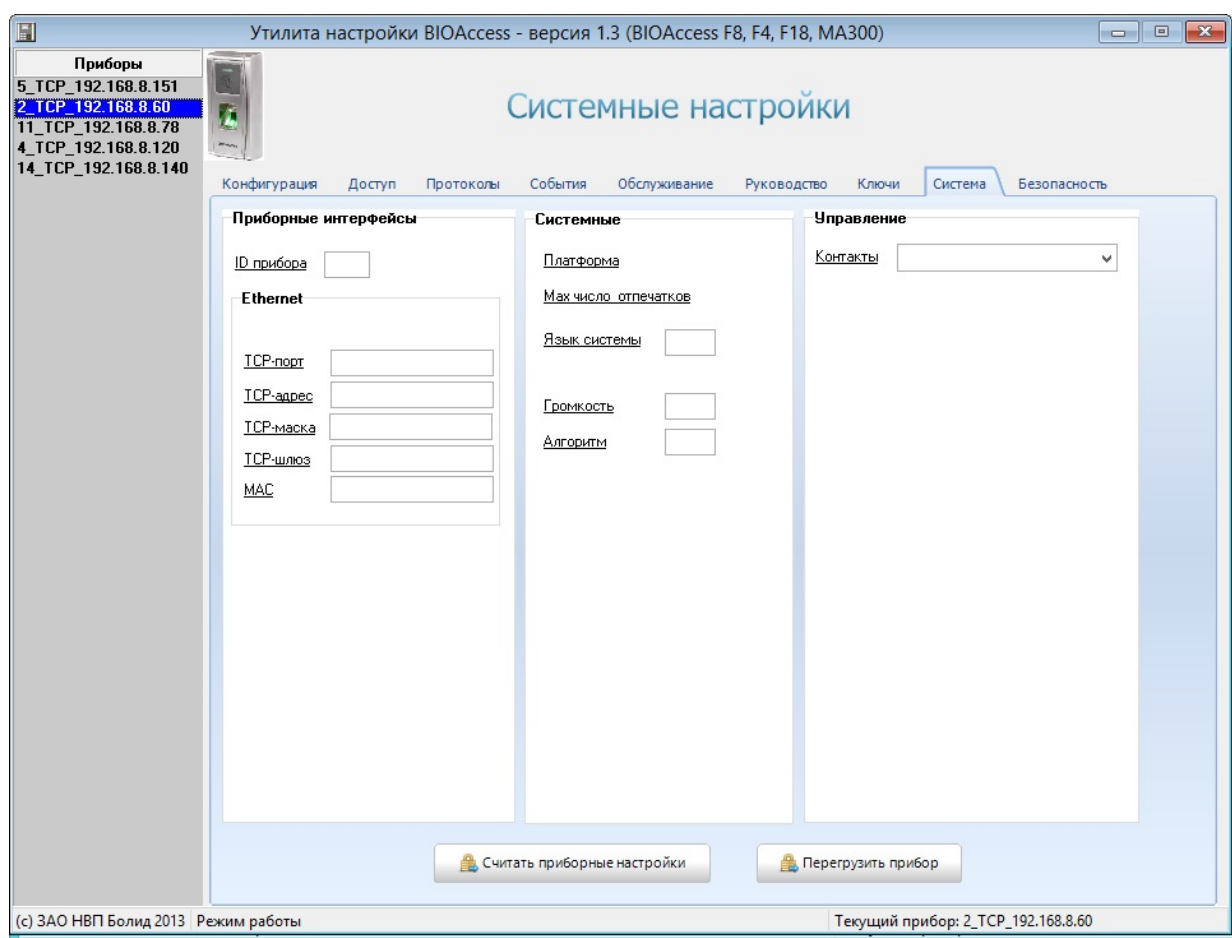 Утилита настройки BIOAccess - версия 1.3 (BIOAccess F8, F4, F18, MA300)
Приборы
5_TCP_192.168.8.151
2_TCP_192.168.8.60
11_TCP_192.168.8.78
4_TCP_192.168.8.120
14_TCP_192.168.8.140
Системные настройки
Конфигурация Доступ Протоколы События Обслуживание Руководство Ключи Система Безопасность
Приборные интерфейсы
ID прибора
Ethernet
TCP-порт
TCP-адрес
TCP-маска
TCP-шлюз
MAC
Системные
Платформа
Max число отпечатков
Язык системы
Громкость
Алгоритм
Управление
Контакты
Считать приборные настройки
Перегрузить прибор
(c) ЗАО НВП Болид 2013 Режим работы Текущий прибор: 2_TCP_192.168.8.60